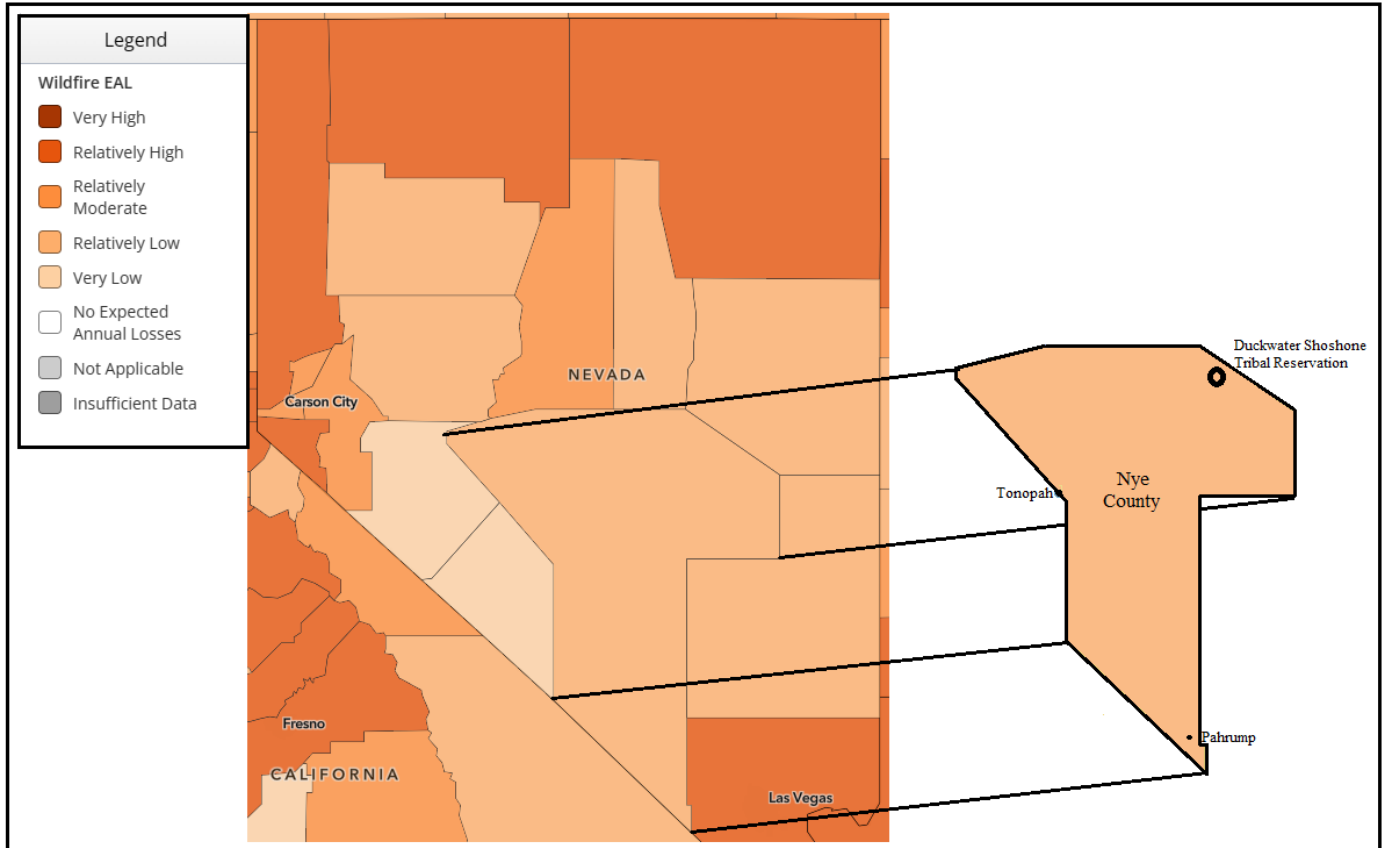 Legend
Wildfire EAL
Very High
Relatively High
Relatively
Moderate
Relatively Low
Very Low
No Expected
Annual Losses
Not Applicable
Insufficient Data
NEVADA
Carson City
Fresno
CALIFORNIA
Las Vegas
Duckwater Shoshone
Tribal Reservation
Tonopah
Nye
County
Pahrump